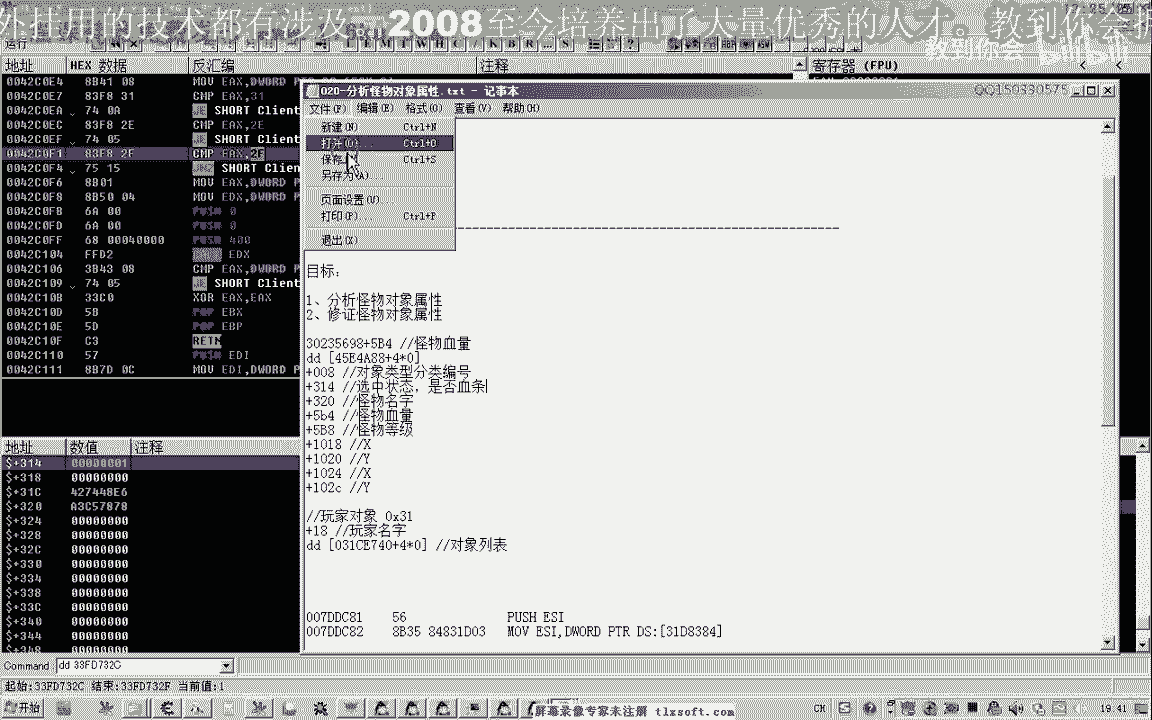 外挂用的技术都有涉及。2008至今培养出了大量优秀的人才。教到你会
教到你会 bilibili
地址 HEX 数据 反汇编 注释 寄存器 (FPU)
0042C0E4 8B41 08 MOV EAX,DWORD
0042C0E7 83F8 31 CMP EAX,31
0042C0EA 74 0A JE SHORT Client
0042C0EC 83F8 2E CMP EAX,2E
0042C0EF 74 05 JE SHORT Client
0042C0F1 83F8 2F CMP EAX,2F
0042C0F4 75 15 JNZ SHORT Client
0042C0F6 8B01 MOV EAX,DWORD P
0042C0F8 8B50 04 MOV EDX,DWORD P
0042C0FB 6A 00 PUSH 0
0042C0FD 6A 00 PUSH 0
0042C0FF 68 00040000 PUSH 400
0042C104 FFD2 EDX
0042C106 3B43 08 CMP EAX,DWORD P
0042C109 74 05 JE SHORT Client
0042C10B 33C0 XOR EAX,EAX
0042C10D 5B POP EBX
0042C10E 5D POP EBP
0042C10F C3 RETN
0042C110 57 PUSH EDI
0042C111 8B7D 0C MOV EDI,DWORD P
地址 数值 注释
$+314 00000001
$+318 00000000
$+31C 427448E6
$+320 A3C57878
$+324 00000000
$+328 00000000
$+32C 00000000
$+330 00000000
$+334 00000000
$+338 00000000
$+33C 00000000
$+340 00000000
$+344 00000000
$+348 00000000
020-分析怪物对象属性.txt - 记事本 QQ150330575
文件(F) 编辑(E) 格式(O) 查看(V) 帮助(H)
新建(N) Ctrl+N
打开(O)... Ctrl+O
保存 Ctrl+S
另存为(A)...
页面设置(U)...
打印(P)... Ctrl+P
退出(X)
目标：
1、分析怪物对象属性
2、修证怪物对象属性
30235698+5B4 //怪物血量
dd [45E4A88+4*0]
+008 //对象类型分类编号
+314 //选中状态，是否血条
+320 //怪物名字
+5b4 //怪物血量
+5B8 //怪物等级
+1018 //X
+1020 //Y
+1024 //X
+102c //Y
//玩家对象 0x31
+18 //玩家名字
dd [031CE740+4*0] //对象列表
007DDC81 56 PUSH ESI
007DDC82 8B35 84831D03 MOV ESI,DWORD PTR DS:[31D8384]
Command: dd 33FD732C
起始:33FD732C 结束:33FD732F 当前值:1
开始 屏幕录像专家未注册 tlxsoft.com CH 19:41